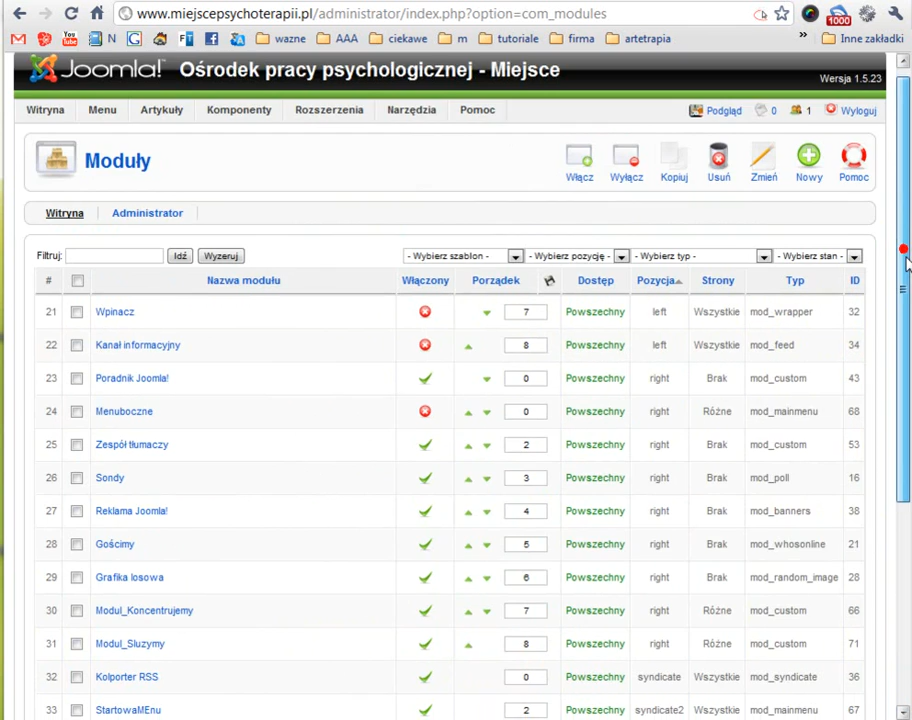 www.miejscepsychoterapii.pl/administrator/index.php?option=com_modules
1000
You Tube N G FT wazne AAA ciekawe m tutoriale firma artetrapia » Inne zakładki
Joomla! Ośrodek pracy psychologicznej - Miejsce
Wersja 1.5.23
Witryna Menu Artykuły Komponenty Rozszerzenia Narzędzia Pomoc Podgląd 0 1 Wyloguj
Moduły
Włącz Wyłącz Kopiuj Usuń Zmień Nowy Pomoc
Witryna Administrator
Filtruj: Idź Wyzeruj - Wybierz szablon - - Wybierz pozycję - - Wybierz typ - - Wybierz stan -
# Nazwa modułu Włączony Porządek Dostęp Pozycja Strony Typ ID
21 Wpinacz 7 Powszechny left Wszystkie mod_wrapper 32
22 Kanał informacyjny 8 Powszechny left Wszystkie mod_feed 34
23 Poradnik Joomla! 0 Powszechny right Brak mod_custom 43
24 Menuboczne 0 Powszechny right Różne mod_mainmenu 68
25 Zespół tłumaczy 2 Powszechny right Brak mod_custom 53
26 Sondy 3 Powszechny right Brak mod_poll 16
27 Reklama Joomla! 4 Powszechny right Brak mod_banners 38
28 Gościmy 5 Powszechny right Brak mod_whosonline 21
29 Grafika losowa 6 Powszechny right Brak mod_random_image 28
30 Modul_Koncentrujemy 7 Powszechny right Różne mod_custom 66
31 Modul_Sluzymy 8 Powszechny right Różne mod_custom 71
32 Kolporter RSS 0 Powszechny syndicate Wszystkie mod_syndicate 36
33 StartowaMEnu 2 Powszechny syndicate2 Wszystkie mod_mainmenu 67